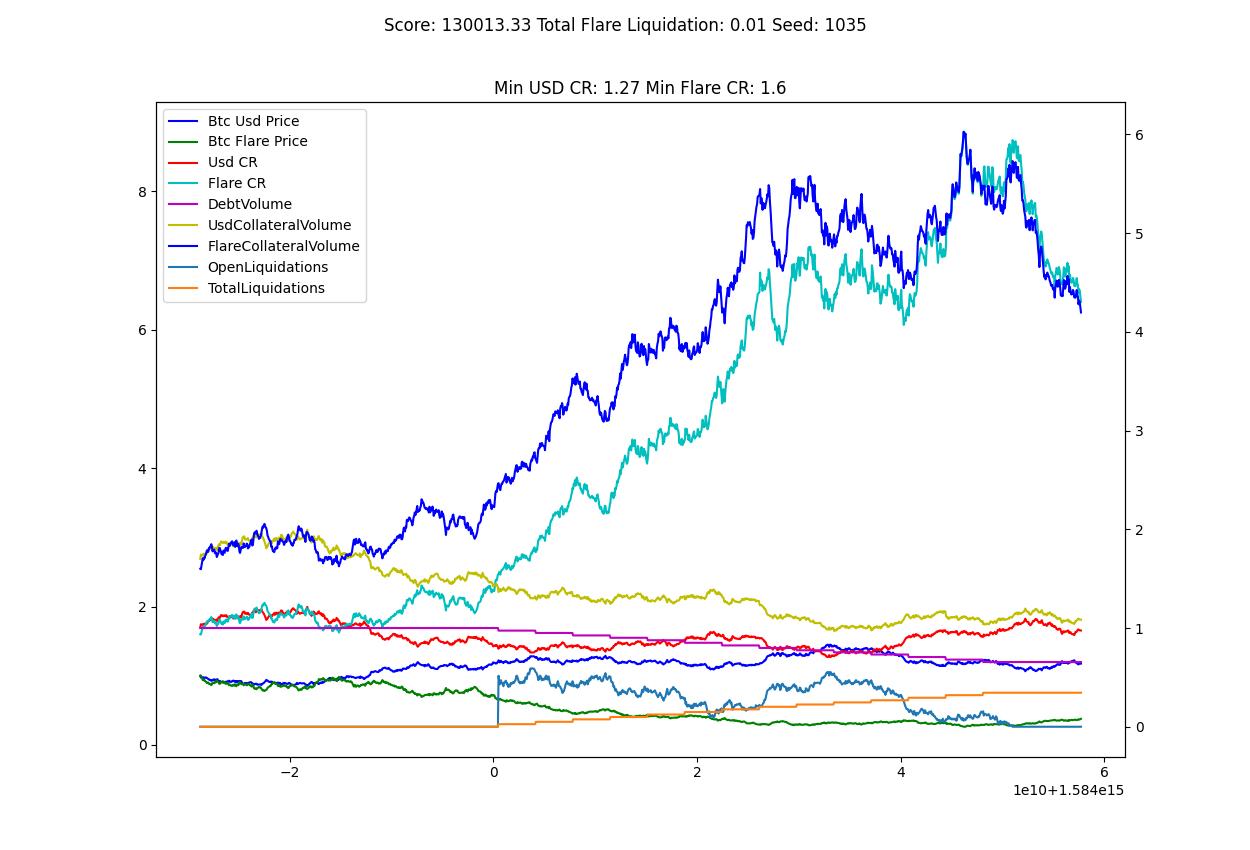 Score: 130013.33 Total Flare Liquidation: 0.01 Seed: 1035
Min USD CR: 1.27 Min Flare CR: 1.6
Btc Usd Price
Btc Flare Price
Usd CR
Flare CR
DebtVolume
UsdCollateralVolume
FlareCollateralVolume
OpenLiquidations
TotalLiquidations
8
6
4
2
0
6
5
4
3
2
1
0
−2
0
2
4
6
1e10+1.584e15